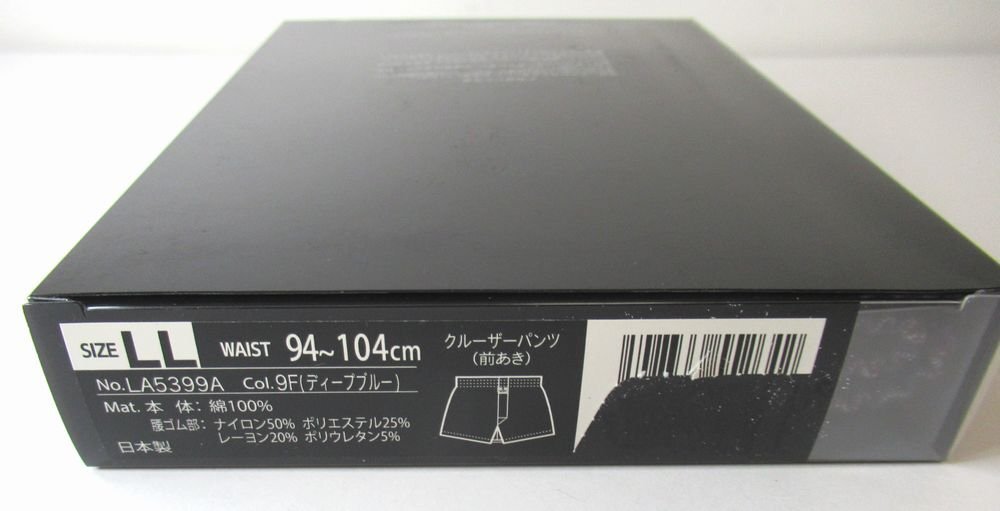 SIZE LL WAIST 94~104cm
No.LA5399A Col.9F(ディープブルー)
Mat. 本 体: 綿100%
腰ゴム部: ナイロン50% ポリエステル25%
レーヨン20% ポリウレタン5%
日本製
クルーザーパンツ
(前あき)